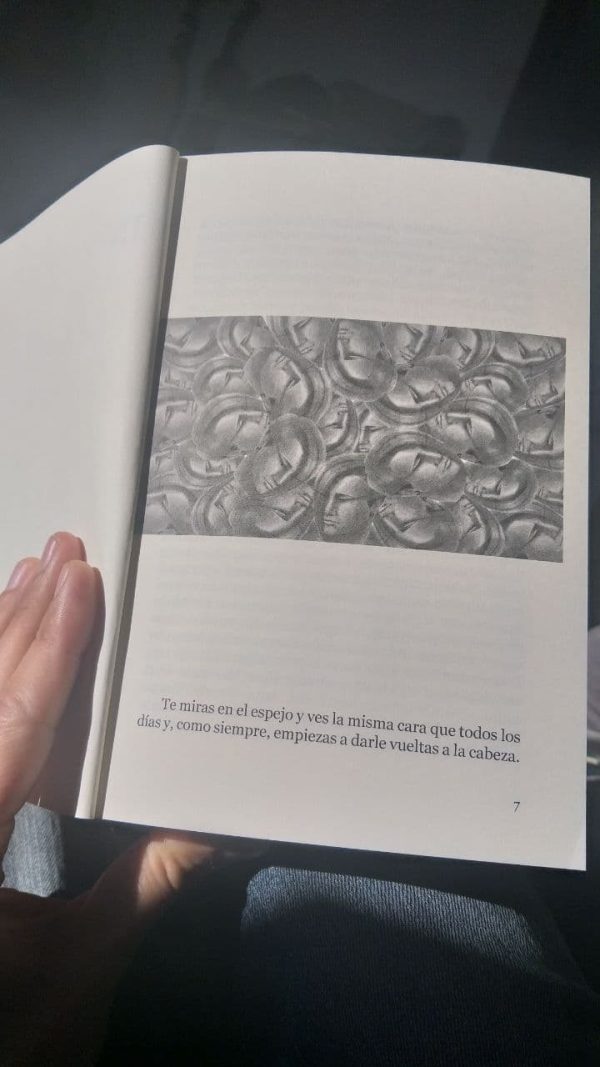 Te miras en el espejo y ves la misma cara que todos los
días y, como siempre, empiezas a darle vueltas a la cabeza.
7